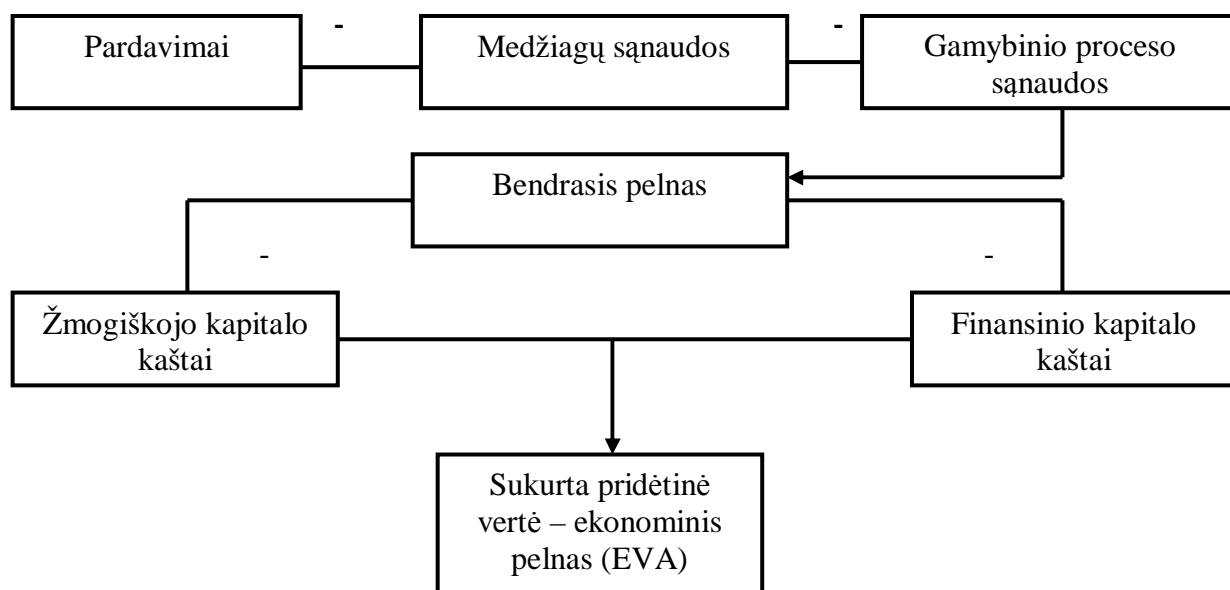 Pardavimai
-
Medžiagų sąnaudos
-
Gamybinio proceso
sąnaudos
Bendrasis pelnas
-
-
Žmogiškojo kapitalo
kaštai
Finansinio kapitalo
kaštai
Sukurta pridėtinė
vertė – ekonominis
pelnas (EVA)